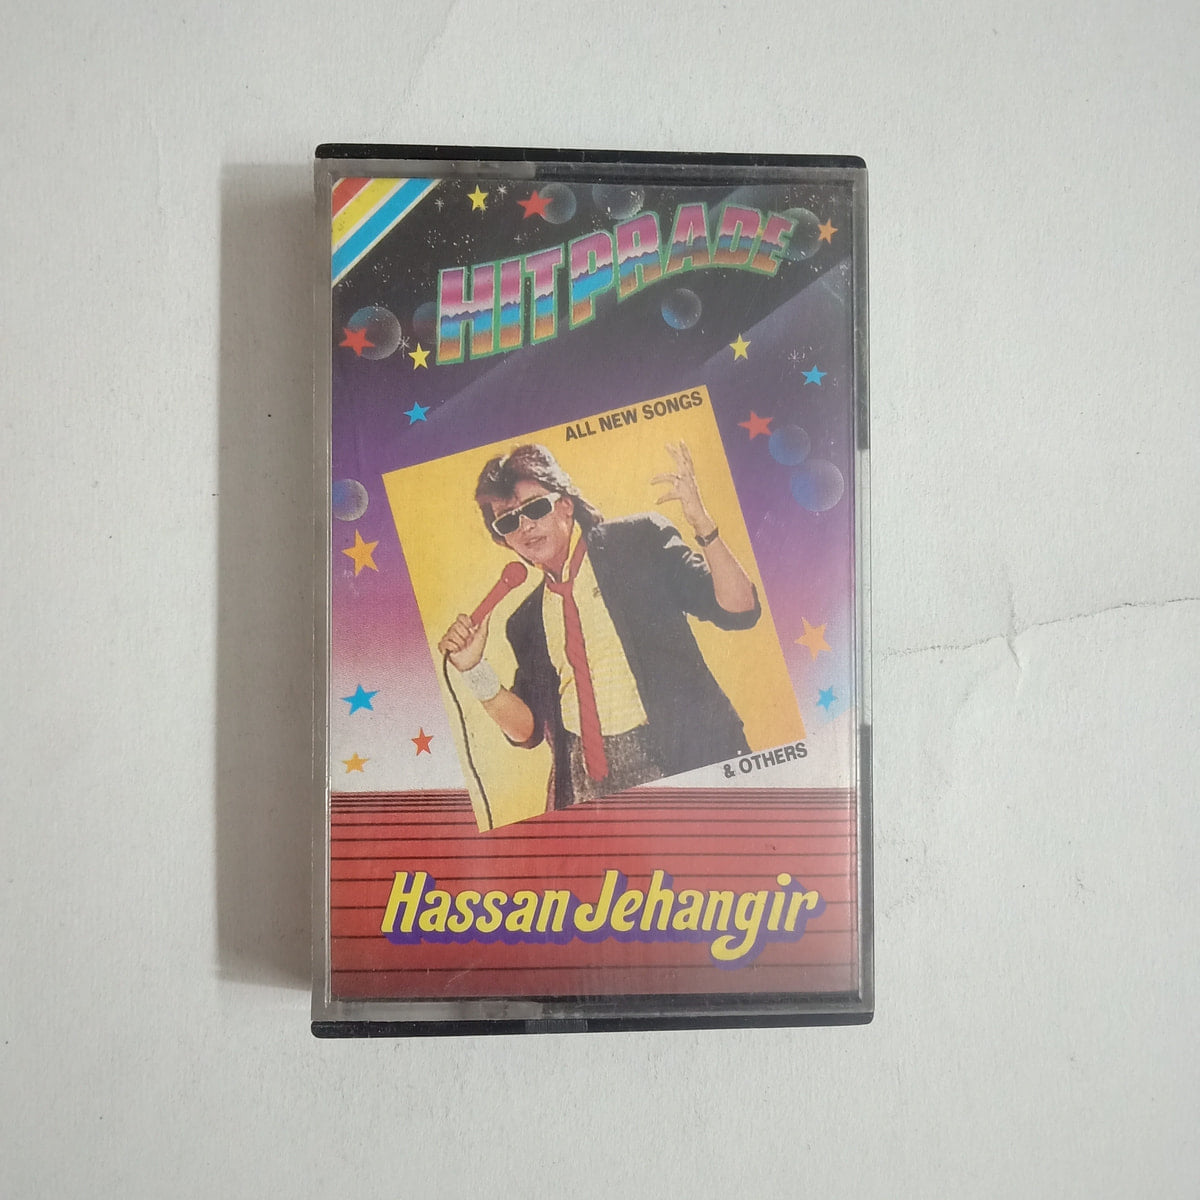 HIT PRADE
ALL NEW SONGS
& OTHERS
Hassan Jehangir